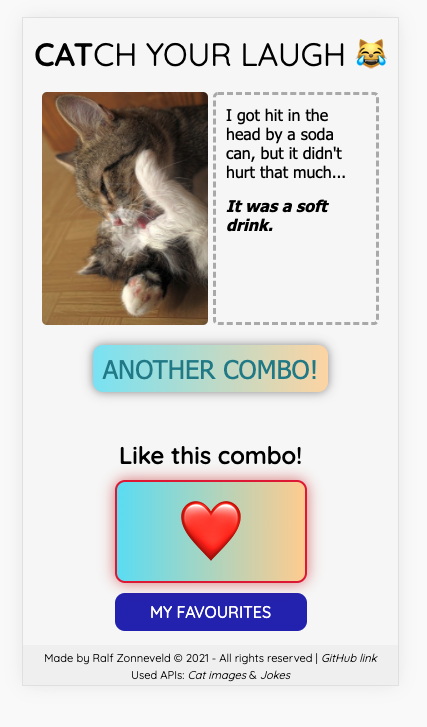 CATCH YOUR LAUGH 😹
I got hit in the
head by a soda
can, but it didn't
hurt that much...
It was a soft
drink.
ANOTHER COMBO!
Like this combo!
MY FAVOURITES
Made by Ralf Zonneveld © 2021 - All rights reserved | GitHub link
Used APIs: Cat images & Jokes